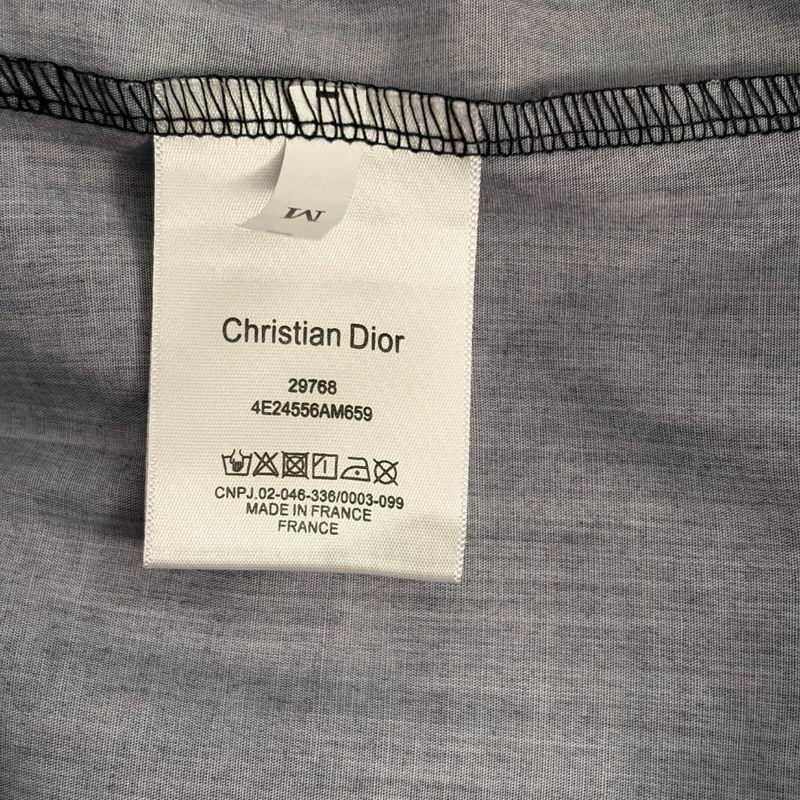 M
Christian Dior
29768
4E24556AM659
CNPJ.02-046-336/0003-099
MADE IN FRANCE
FRANCE